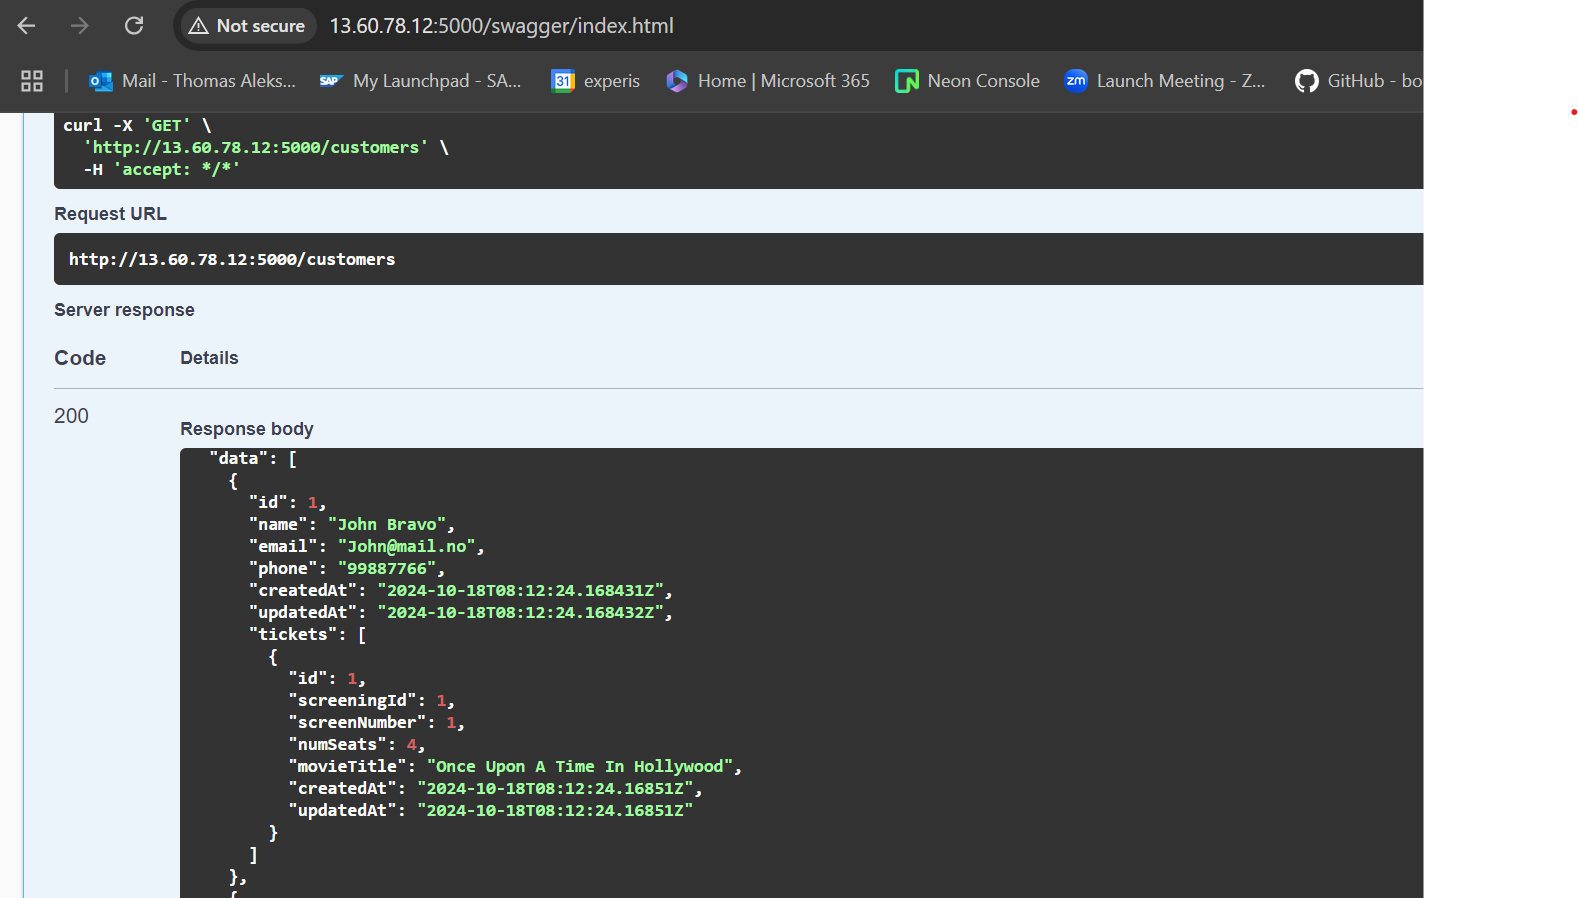 Not secure 13.60.78.12:5000/swagger/index.html
Mail - Thomas Aleks... SAP My Launchpad - SA... 31 experis Home | Microsoft 365 Neon Console zm Launch Meeting - Z... GitHub - bo
curl -X 'GET' \
'http://13.60.78.12:5000/customers' \
-H 'accept: */*'
Request URL
http://13.60.78.12:5000/customers
Server response
Code Details
200
Response body
"data": [
{
"id": 1,
"name": "John Bravo",
"email": "John@mail.no",
"phone": "99887766",
"createdAt": "2024-10-18T08:12:24.168431Z",
"updatedAt": "2024-10-18T08:12:24.168432Z",
"tickets": [
{
"id": 1,
"screeningId": 1,
"screenNumber": 1,
"numSeats": 4,
"movieTitle": "Once Upon A Time In Hollywood",
"createdAt": "2024-10-18T08:12:24.16851Z",
"updatedAt": "2024-10-18T08:12:24.16851Z"
}
]
},
{